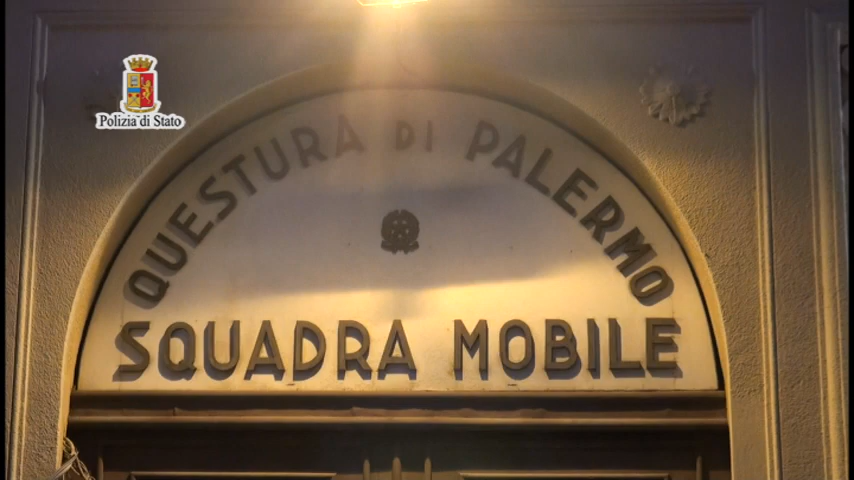 Polizia di Stato
QUESTURA DI PALERMO
SQUADRA MOBILE